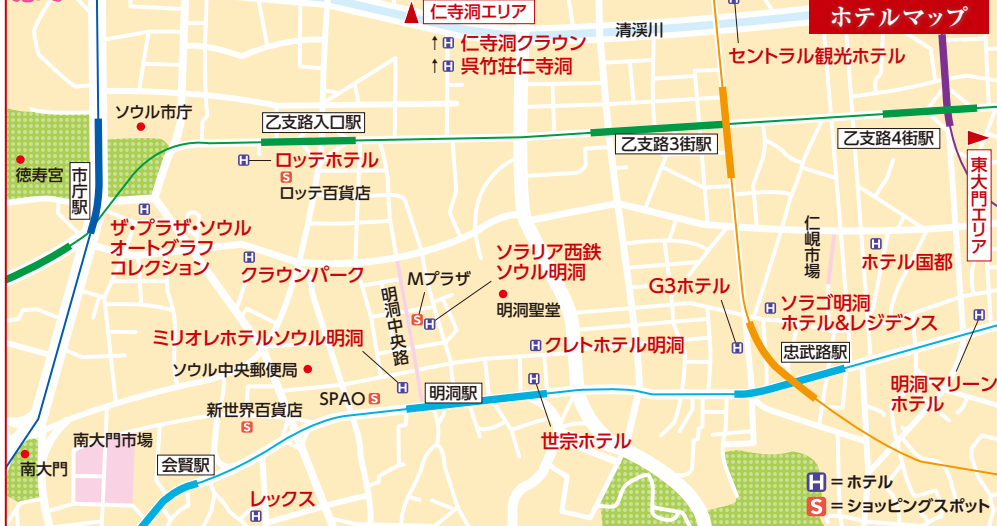 仁寺洞エリア
ホテルマップ
↑H 仁寺洞クラウン
↑H 呉竹荘仁寺洞
清渓川
セントラル観光ホテル
ソウル市庁
乙支路入口駅
乙支路3街駅
乙支路4街駅
徳寿宮
市庁駅
ロッテホテル
ロッテ百貨店
東大門エリア
ザ・プラザ・ソウル
オートグラフ
コレクション
クラウンパーク
Mプラザ
ソラリア西鉄
ソウル明洞
明洞聖堂
明洞中央路
仁峴市場
ホテル国都
G3ホテル
ソラゴ明洞
ホテル&レジデンス
ミリオレホテルソウル明洞
クレトホテル明洞
忠武路駅
ソウル中央郵便局
SPAO
明洞駅
明洞マリーン
ホテル
新世界百貨店
世宗ホテル
南大門市場
南大門
会賢駅
レックス
H=ホテル
S=ショッピングスポット